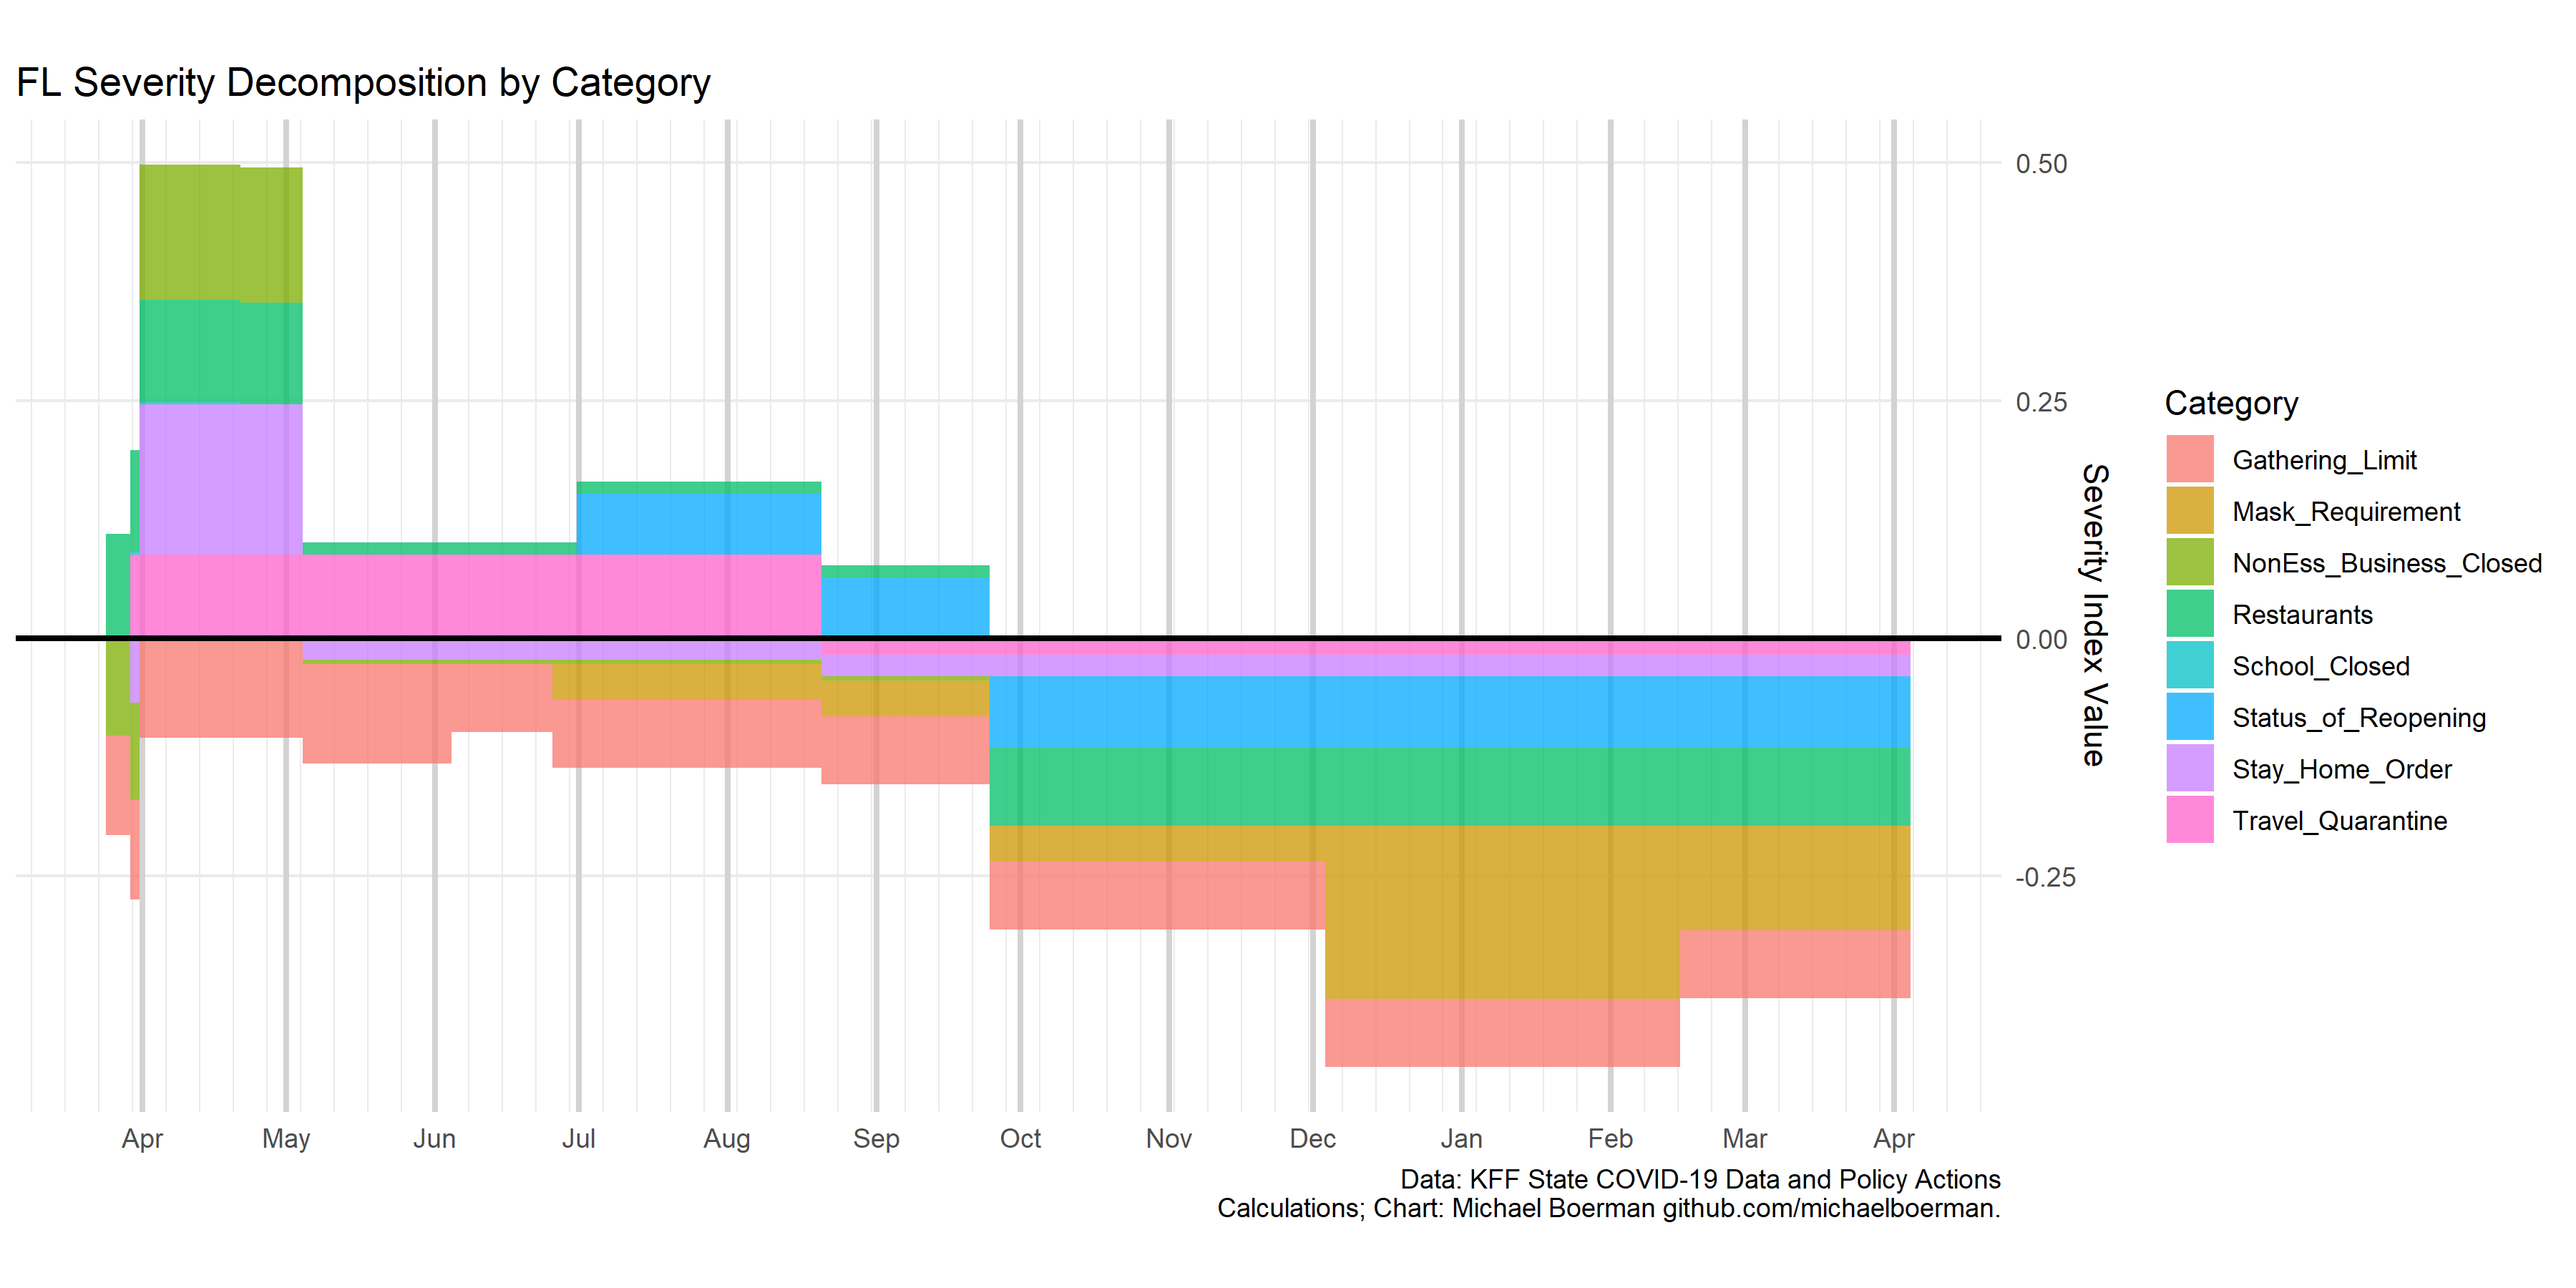 FL Severity Decomposition by Category
0.50
0.25
0.00
-0.25
Severity Index Value
Apr May Jun Jul Aug Sep Oct Nov Dec Jan Feb Mar Apr
Data: KFF State COVID-19 Data and Policy Actions
Calculations; Chart: Michael Boerman github.com/michaelboerman.
Category
Gathering_Limit
Mask_Requirement
NonEss_Business_Closed
Restaurants
School_Closed
Status_of_Reopening
Stay_Home_Order
Travel_Quarantine